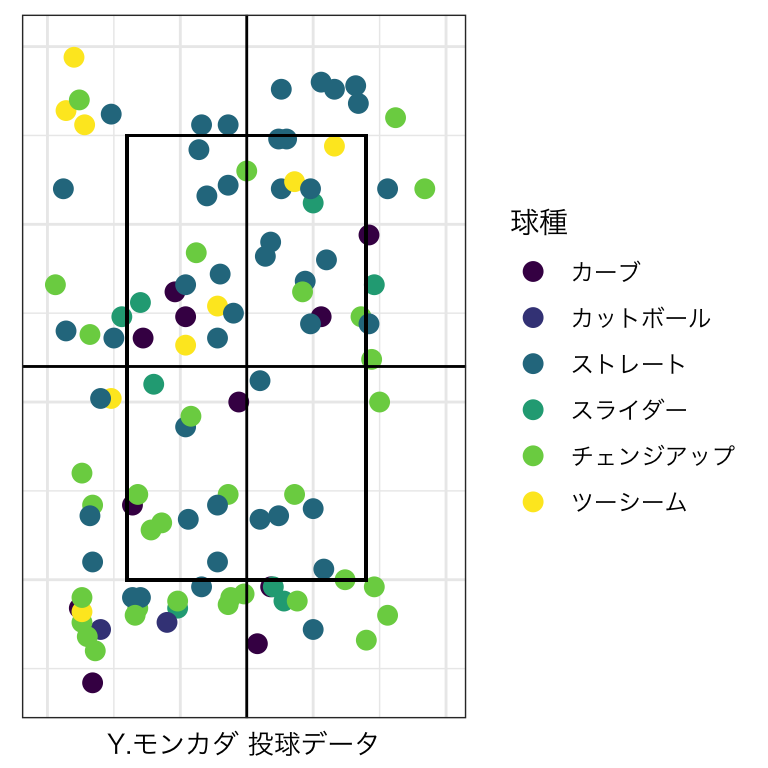 球種
カーブ
カットボール
ストレート
スライダー
チェンジアップ
ツーシーム
Y.モンカダ 投球データ